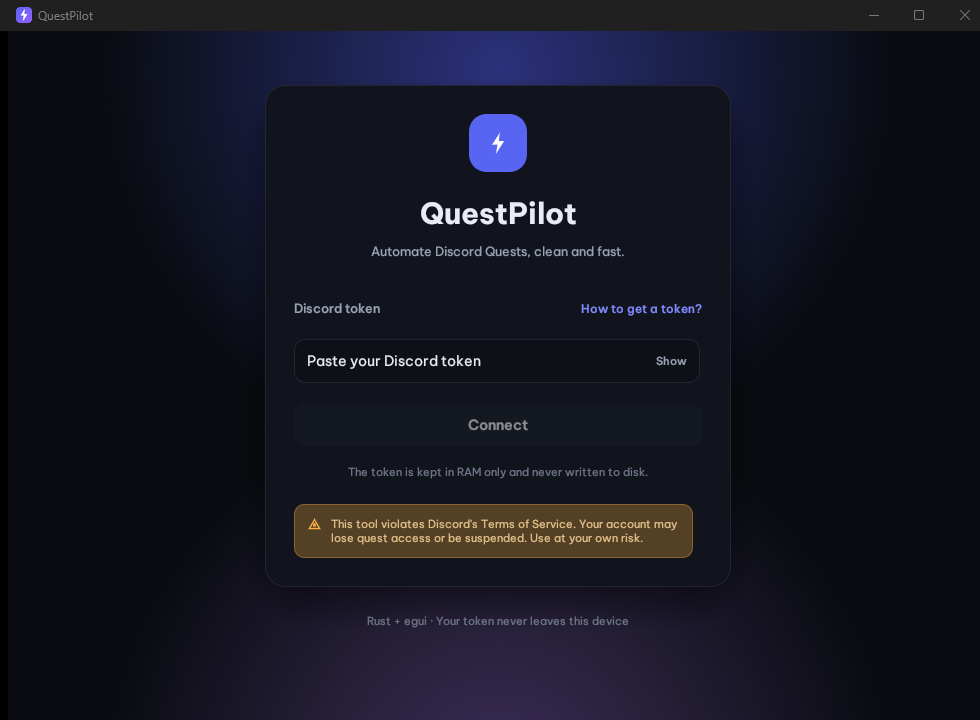 QuestPilot
QuestPilot
Automate Discord Quests, clean and fast.
Discord token
How to get a token?
Paste your Discord token
Show
Connect
The token is kept in RAM only and never written to disk.
This tool violates Discord's Terms of Service. Your account may
lose quest access or be suspended. Use at your own risk.
Rust + egui · Your token never leaves this device